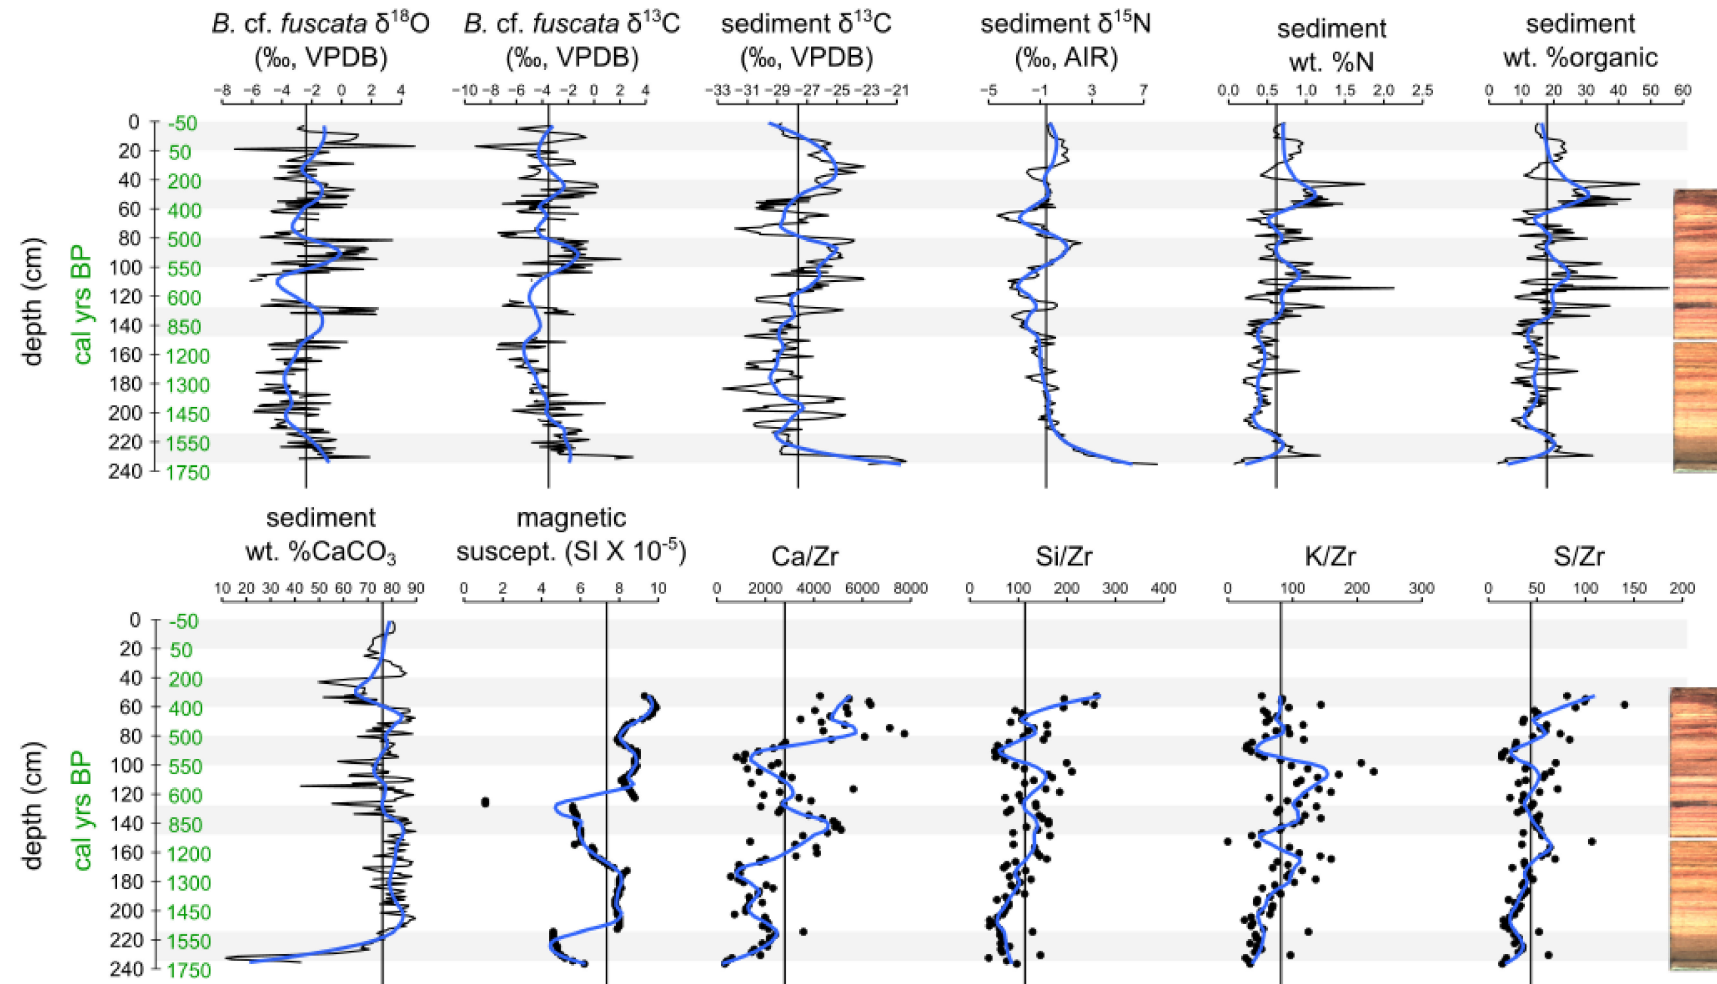 B. cf. fuscata δ¹⁸O B. cf. fuscata δ¹³C sediment δ¹³C sediment δ¹⁵N sediment sediment
(‰, VPDB) (‰, VPDB) (‰, VPDB) (‰, AIR) wt. %N wt. %organic
−8 −6 −4 −2 0 2 4 −10 −8 −6 −4 −2 0 2 4 −33 −31 −29 −27 −25 −23 −21 −5 −1 3 7 0.0 0.5 1.0 1.5 2.0 2.5 0 10 20 30 40 50 60
0 -50
20 50
40 200
60 400
80 500
100 550
120 600
140 850
160 1200
180 1300
200 1450
220 1550
240 1750
depth (cm)
cal yrs BP
sediment magnetic
wt. %CaCO₃ suscept. (SI X 10⁻⁵) Ca/Zr Si/Zr K/Zr S/Zr
10 20 30 40 50 60 70 80 90 0 2 4 6 8 10 0 2000 4000 6000 8000 0 100 200 300 400 0 100 200 300 0 50 100 150 200
0 -50
20 50
40 200
60 400
80 500
100 550
120 600
140 850
160 1200
180 1300
200 1450
220 1550
240 1750
depth (cm)
cal yrs BP